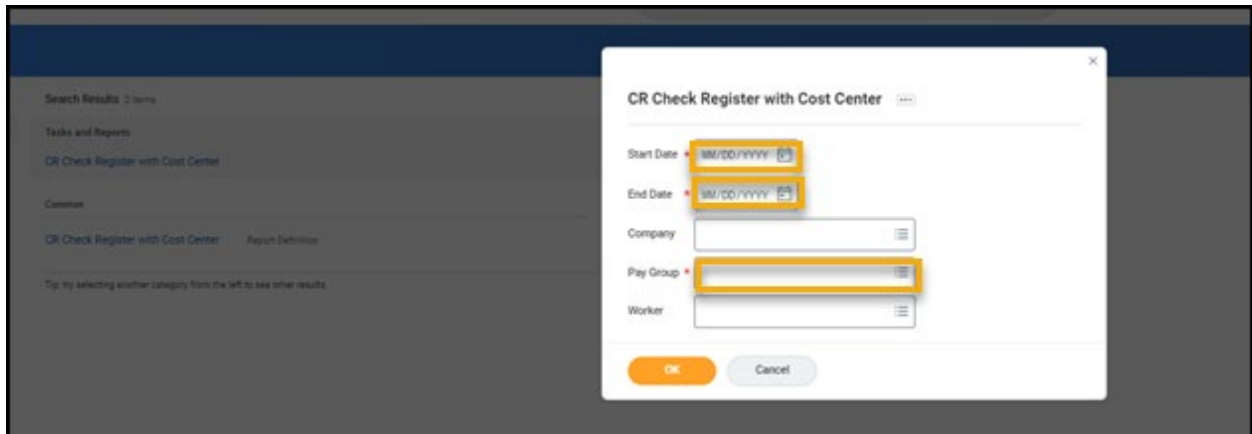 Search Results 2 items
Tasks and Reports
CR Check Register with Cost Center
Common
CR Check Register with Cost Center Report Definition
Tip: try selecting another category from the left to see other results
CR Check Register with Cost Center
Start Date * MM/DD/YYYY
End Date * MM/DD/YYYY
Company
Pay Group *
Worker
OK Cancel